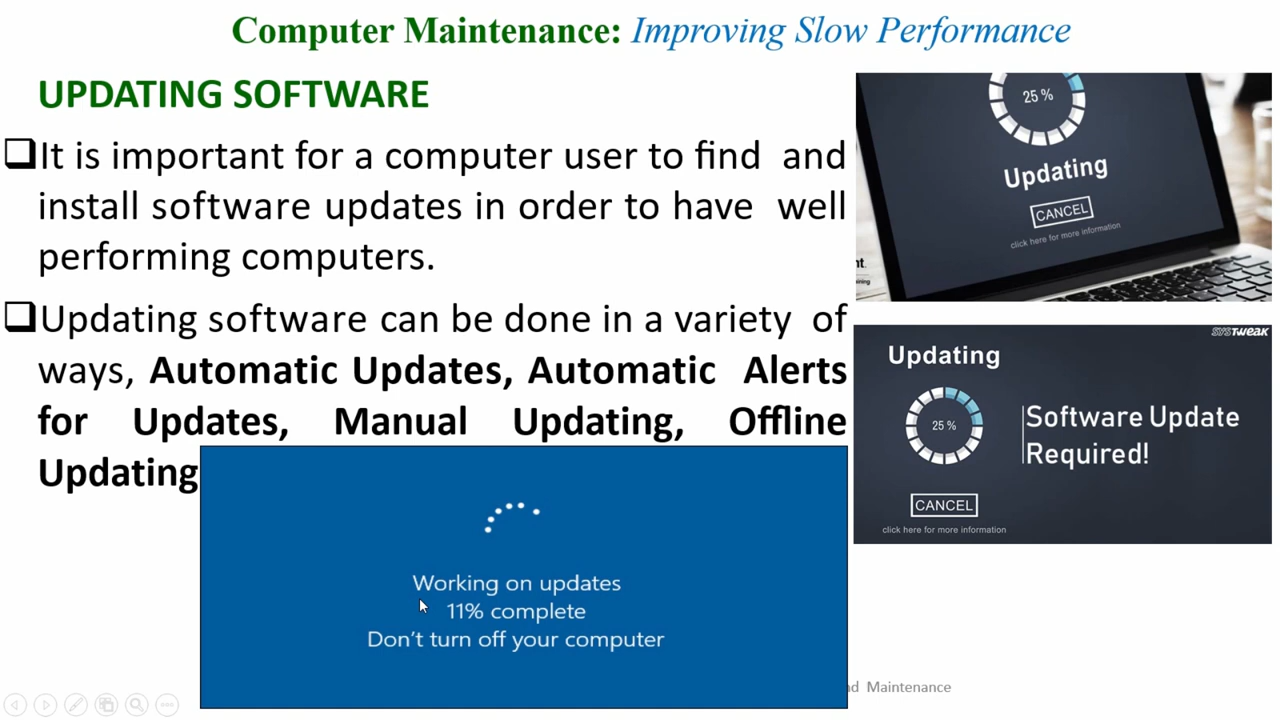 Computer Maintenance: Improving Slow Performance
UPDATING SOFTWARE
It is important for a computer user to find and
install software updates in order to have well
performing computers.
Updating software can be done in a variety of
ways, Automatic Updates, Automatic Alerts
for Updates, Manual Updating, Offline
Updating
25 %
Updating
CANCEL
click here for more information
SYSTWEAK
Updating
25 %
Software Update
Required!
CANCEL
click here for more information
Working on updates
11% complete
Don't turn off your computer
Maintenance